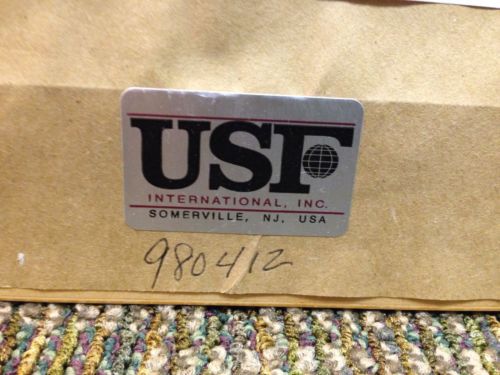 USF
INTERNATIONAL, INC.
SOMERVILLE, NJ, USA
980412